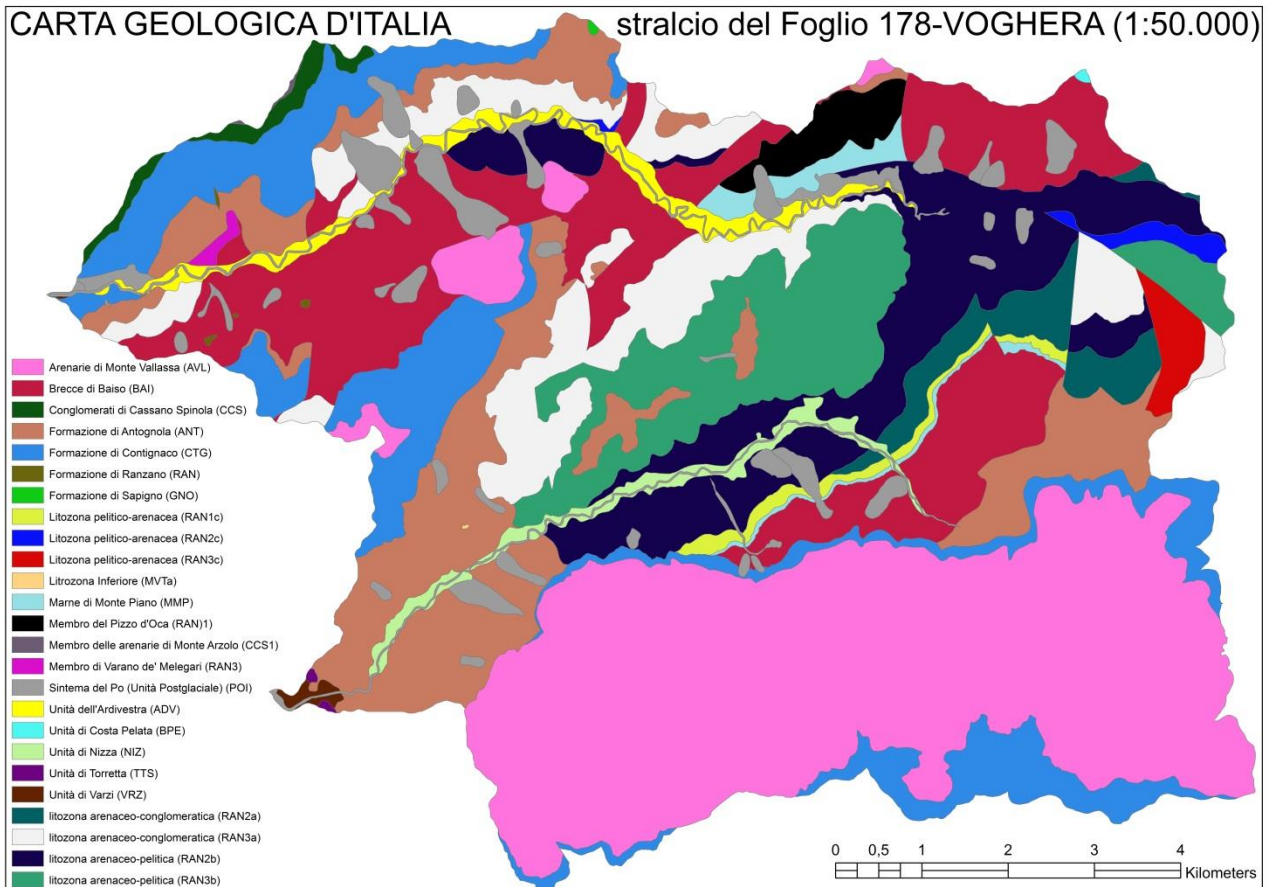 CARTA GEOLOGICA D'ITALIA stralcio del Foglio 178-VOGHERA (1:50.000)
Arenarie di Monte Vallassa (AVL)
Brecce di Baiso (BAI)
Conglomerati di Cassano Spinola (CCS)
Formazione di Antognola (ANT)
Formazione di Contignaco (CTG)
Formazione di Ranzano (RAN)
Formazione di Sapigno (GNO)
Litozona pelitico-arenacea (RAN1c)
Litozona pelitico-arenacea (RAN2c)
Litozona pelitico-arenacea (RAN3c)
Litrozona Inferiore (MVTa)
Marne di Monte Piano (MMP)
Membro del Pizzo d'Oca (RAN)1)
Membro delle arenarie di Monte Arzolo (CCS1)
Membro di Varano de' Melegari (RAN3)
Sintema del Po (Unità Postglaciale) (POI)
Unità dell'Ardivestra (ADV)
Unità di Costa Pelata (BPE)
Unità di Nizza (NIZ)
Unità di Torretta (TTS)
Unità di Varzi (VRZ)
litozona arenaceo-conglomeratica (RAN2a)
litozona arenaceo-conglomeratica (RAN3a)
litozona arenaceo-pelitica (RAN2b)
litozona arenaceo-pelitica (RAN3b)
0 0,5 1 2 3 4
Kilometers